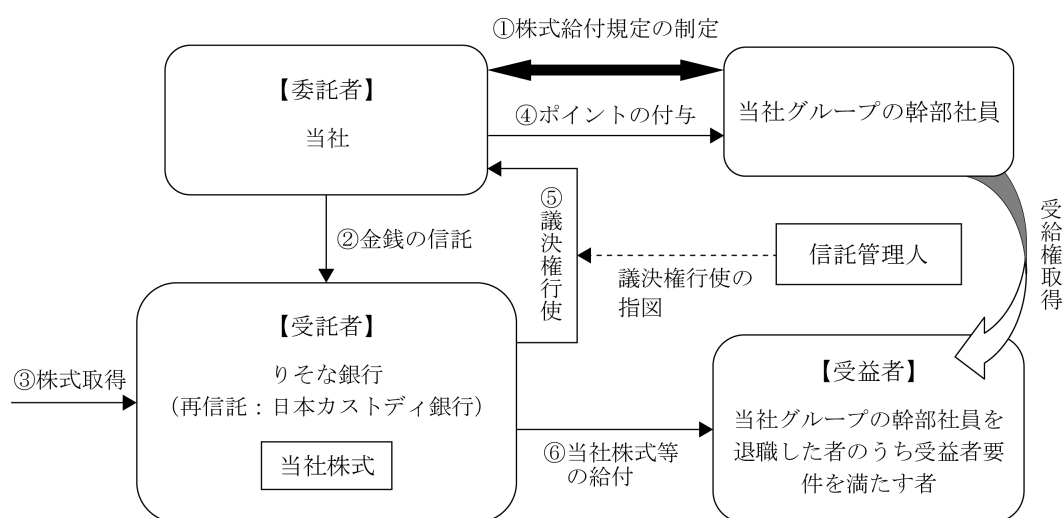 ①株式給付規定の制定
【委託者】
当社
当社グループの幹部社員
④ポイントの付与
②金銭の信託
⑤議決権行使
議決権行使の
指図
信託管理人
受給権取得
【受託者】
りそな銀行
(再信託:日本カストディ銀行)
当社株式
③株式取得
⑥当社株式等
の給付
【受益者】
当社グループの幹部社員を
退職した者のうち受益者要
件を満たす者